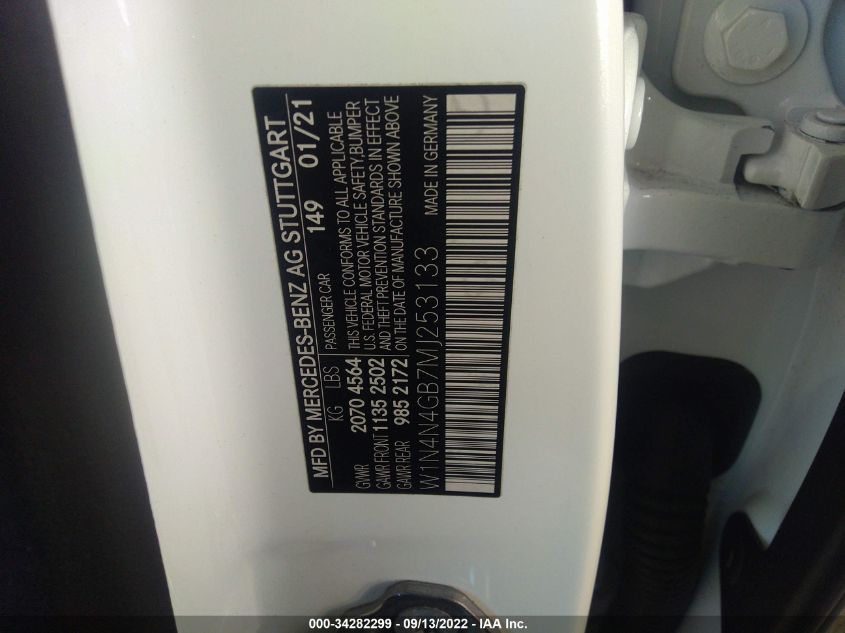 MFD BY MERCEDES-BENZ AG STUTTGART
KG LBS PASSENGER CAR 149 01/21
GVWR 2070 4564 THIS VEHICLE CONFORMS TO ALL APPLICABLE
U.S. FEDERAL MOTOR VEHICLE SAFETY, BUMPER
GAWR FRONT 1135 2502 AND THEFT PREVENTION STANDARDS IN EFFECT
GAWR REAR 985 2172 ON THE DATE OF MANUFACTURE SHOWN ABOVE
W1N4N4GB7MJ253133 MADE IN GERMANY
000-34282299 - 09/13/2022 - IAA Inc.